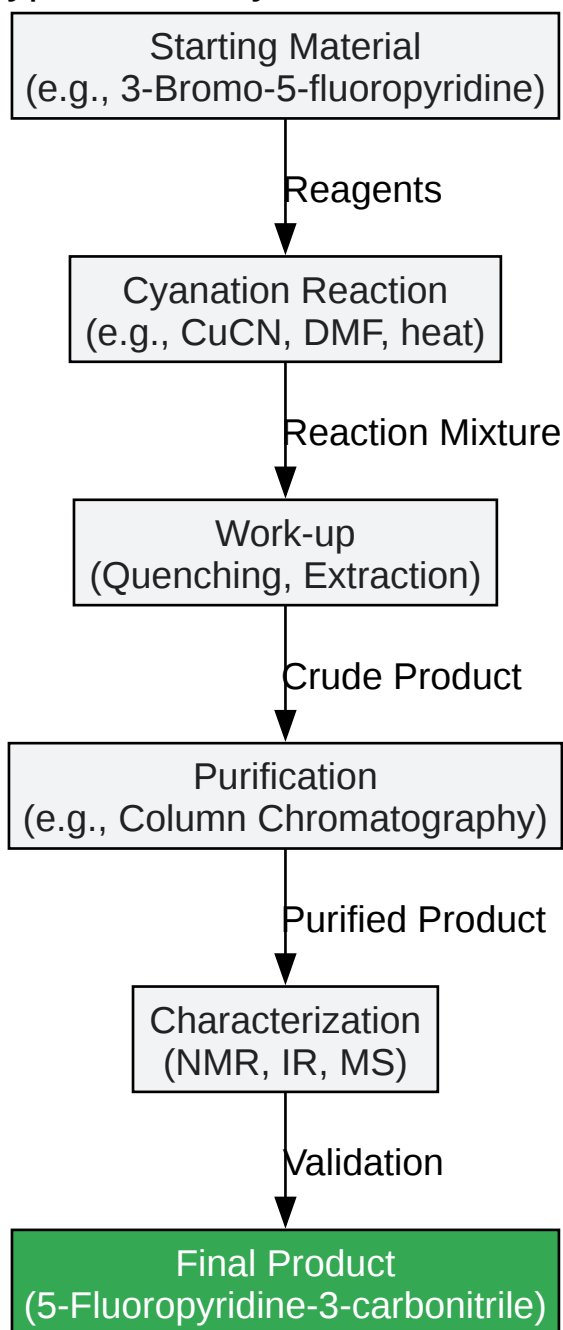 Starting Material
(e.g., 3-Bromo-5-fluoropyridine)
Reagents
Cyanation Reaction
(e.g., CuCN, DMF, heat)
Reaction Mixture
Work-up
(Quenching, Extraction)
Crude Product
Purification
(e.g., Column Chromatography)
Purified Product
Characterization
(NMR, IR, MS)
Validation
Final Product
(5-Fluoropyridine-3-carbonitrile)